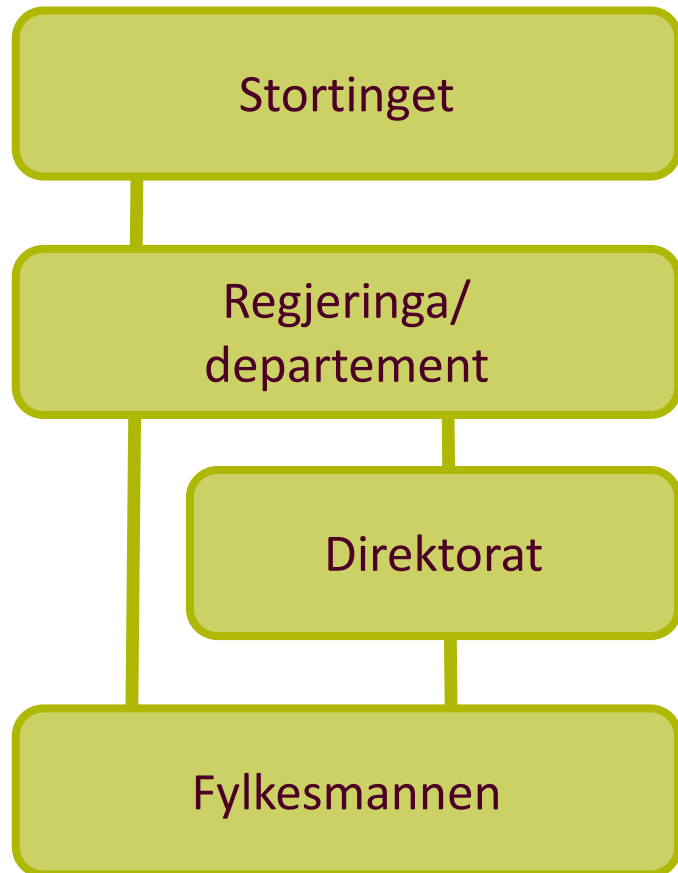 Stortinget
Regjeringa/
departement
Direktorat
Fylkesmannen